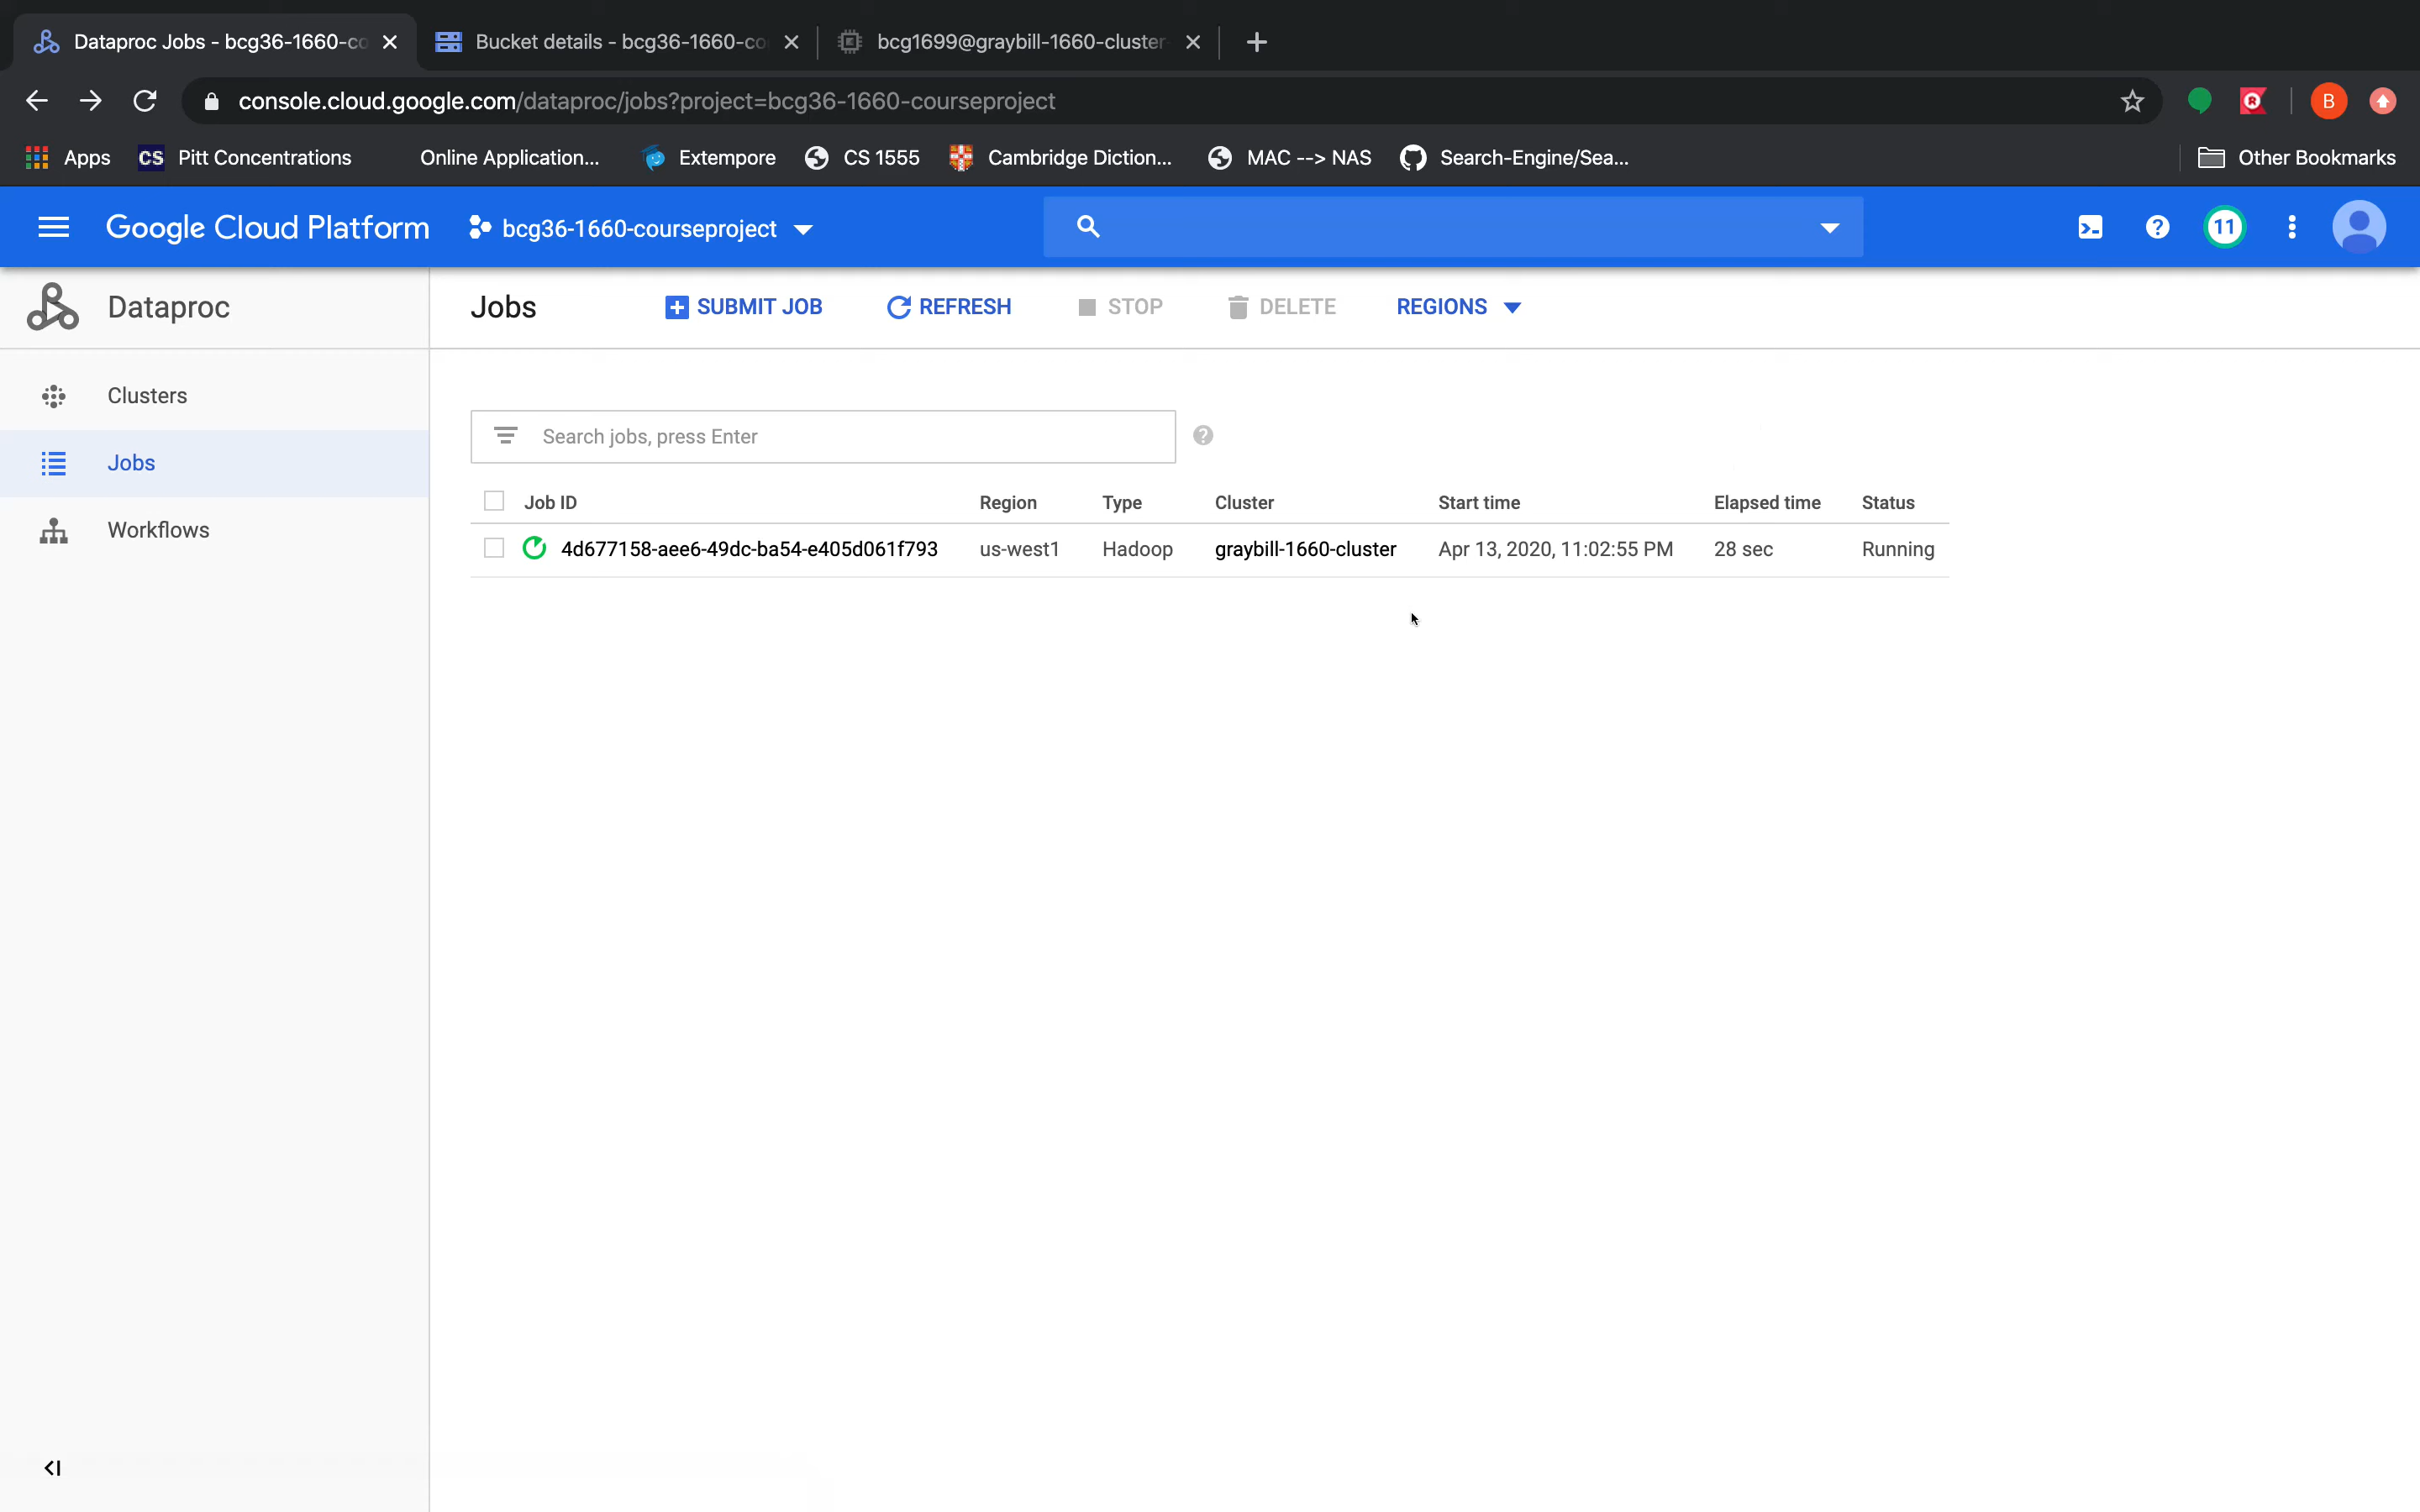 Dataproc Jobs - bcg36-1660-co
Bucket details - bcg36-1660-co
bcg1699@graybill-1660-cluster-
console.cloud.google.com/dataproc/jobs?project=bcg36-1660-courseproject
B
Apps
CS Pitt Concentrations
Online Application...
Extempore
CS 1555
Cambridge Diction...
MAC --> NAS
Search-Engine/Sea...
Other Bookmarks
Google Cloud Platform
bcg36-1660-courseproject
11
Dataproc
Jobs
SUBMIT JOB
REFRESH
STOP
DELETE
REGIONS
Clusters
Jobs
Workflows
Search jobs, press Enter
Job ID Region Type Cluster Start time Elapsed time Status
4d677158-aee6-49dc-ba54-e405d061f793 us-west1 Hadoop graybill-1660-cluster Apr 13, 2020, 11:02:55 PM 28 sec Running